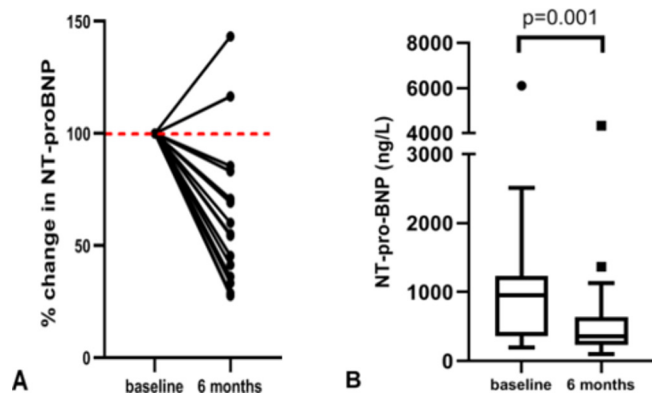 % change in NT-proBNP
150
100
50
0
baseline
6 months
A
p=0.001
NT-pro-BNP (ng/L)
8000
6000
4000
3000
2000
1000
0
baseline
6 months
B